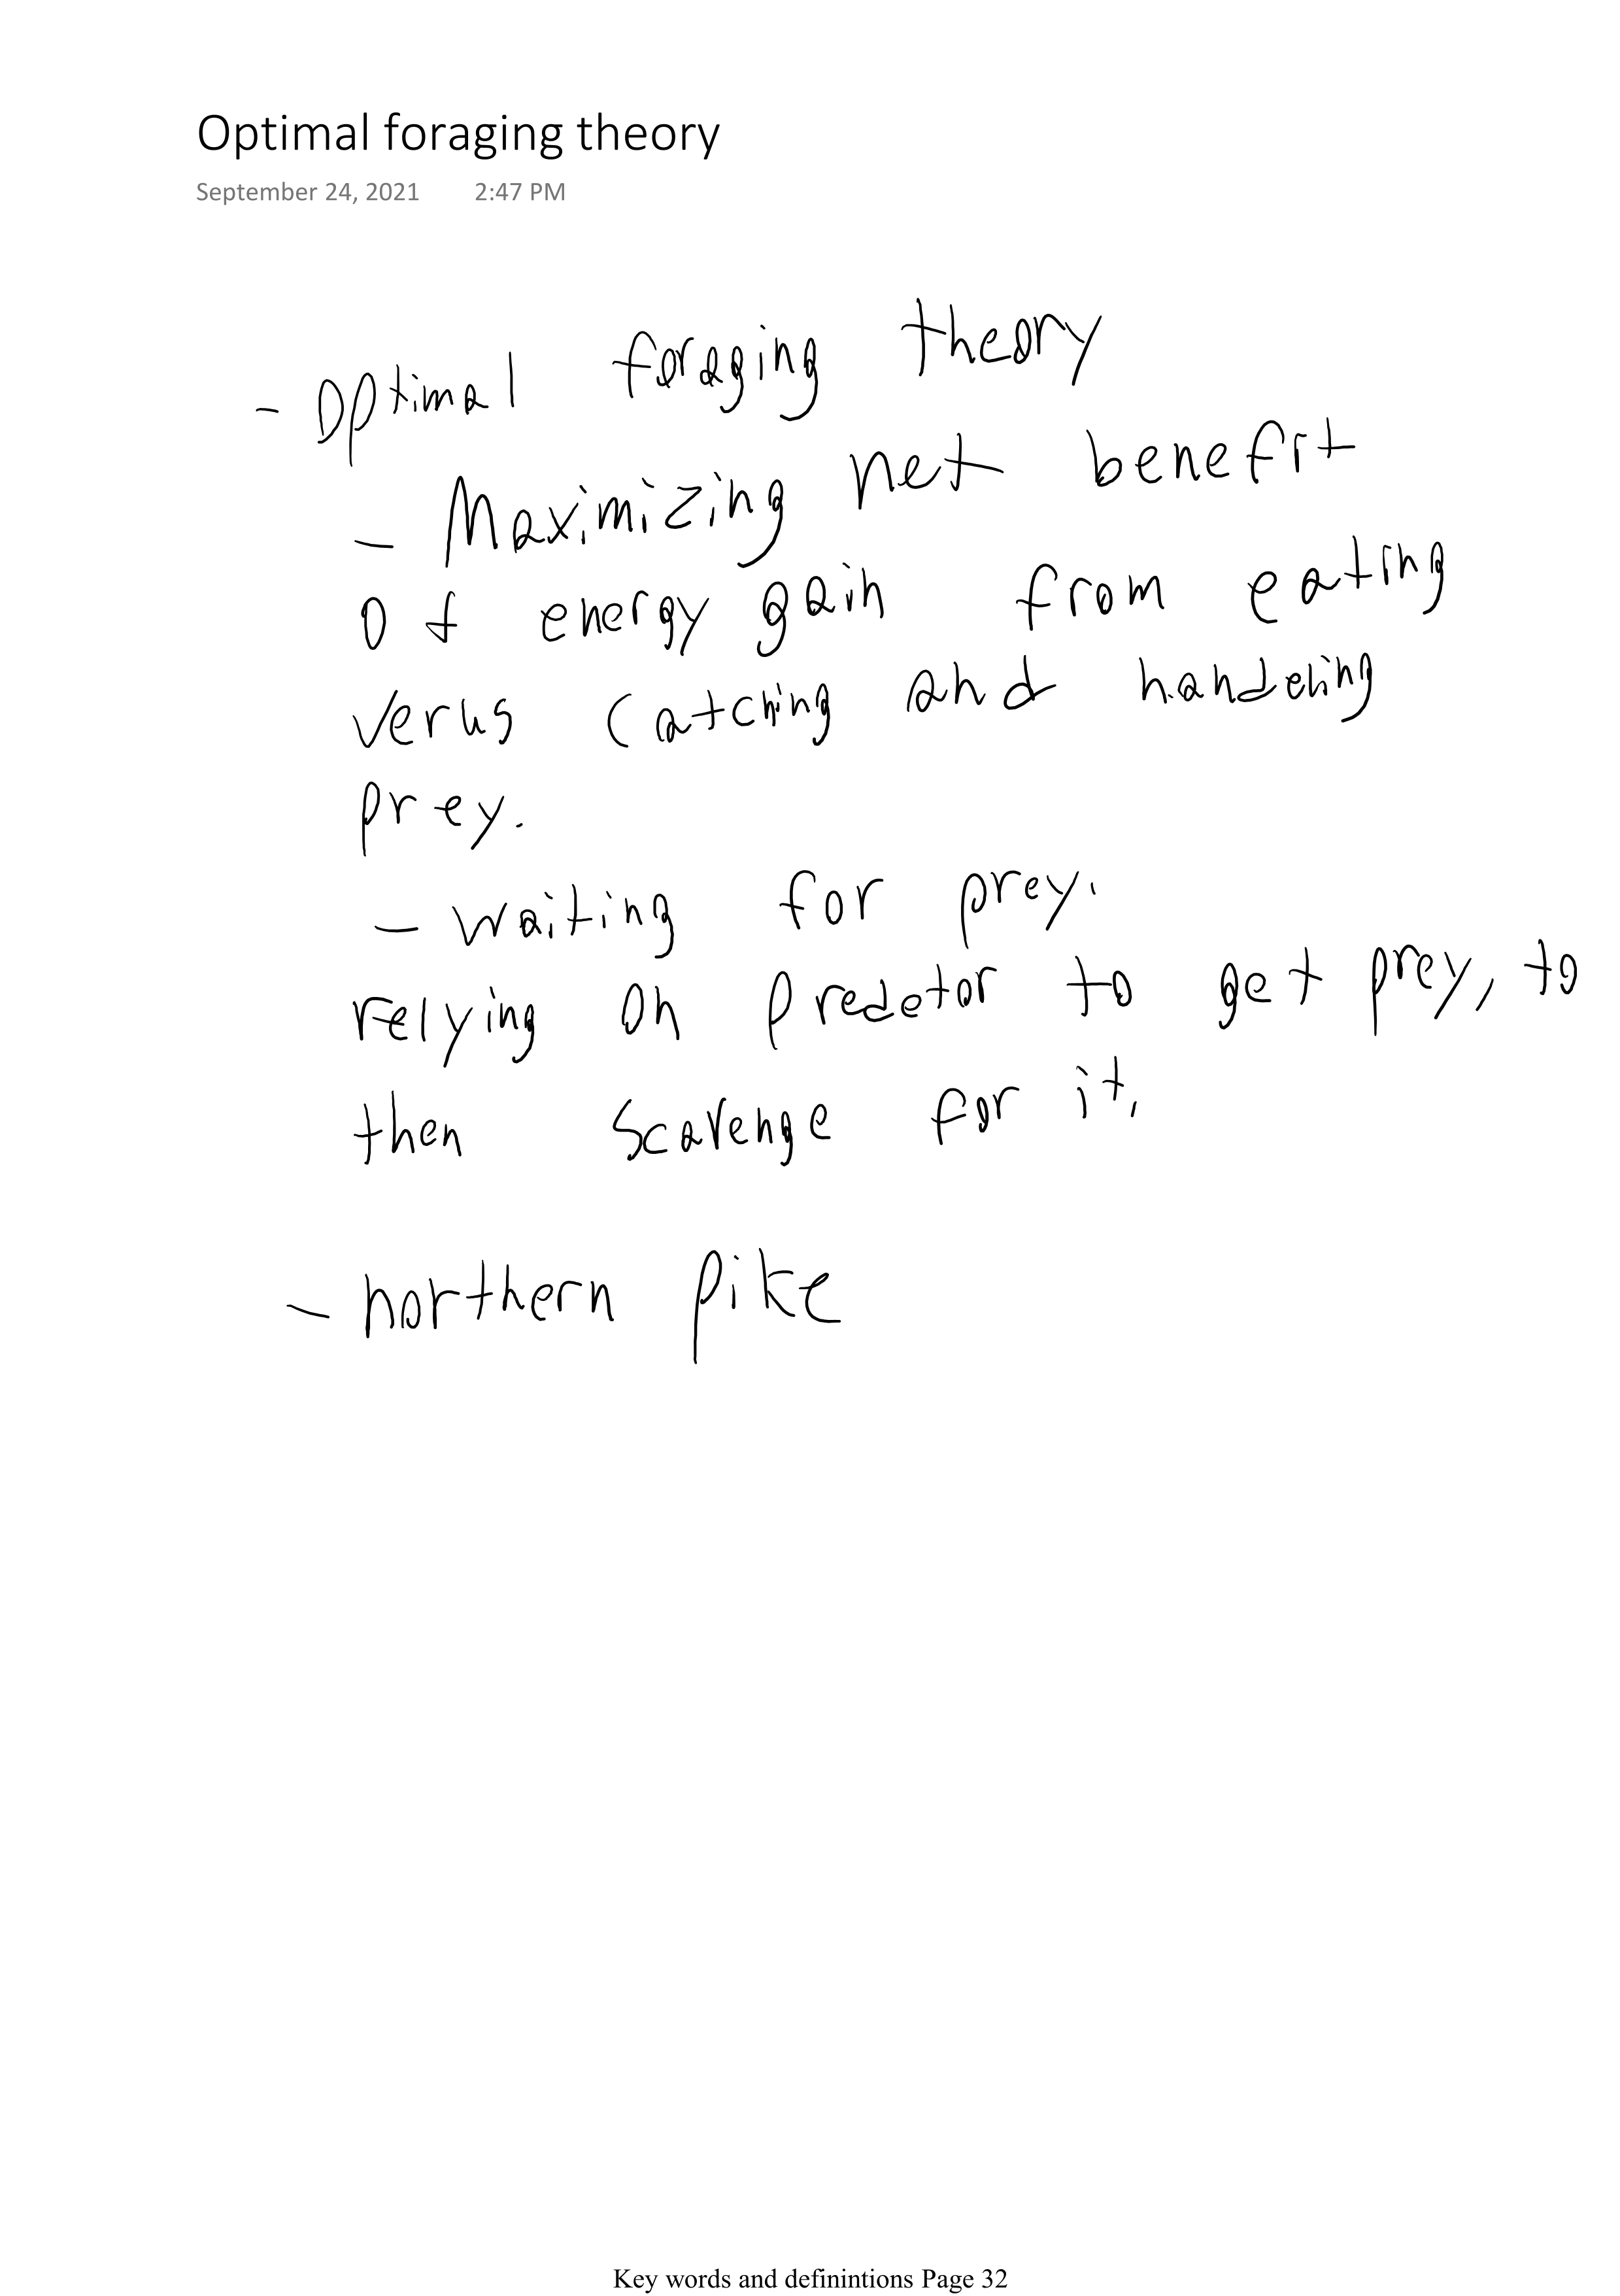 Optimal foraging theory
September 24, 2021 2:47 PM
- Optimal foraging theory
- Maximizing net benefit
of energy gain from eating
verus catching and handeling
prey.
- waiting for prey.
relying on predetor to get prey, to
then scavenge for it.
- northern pike
Key words and definintions Page 32